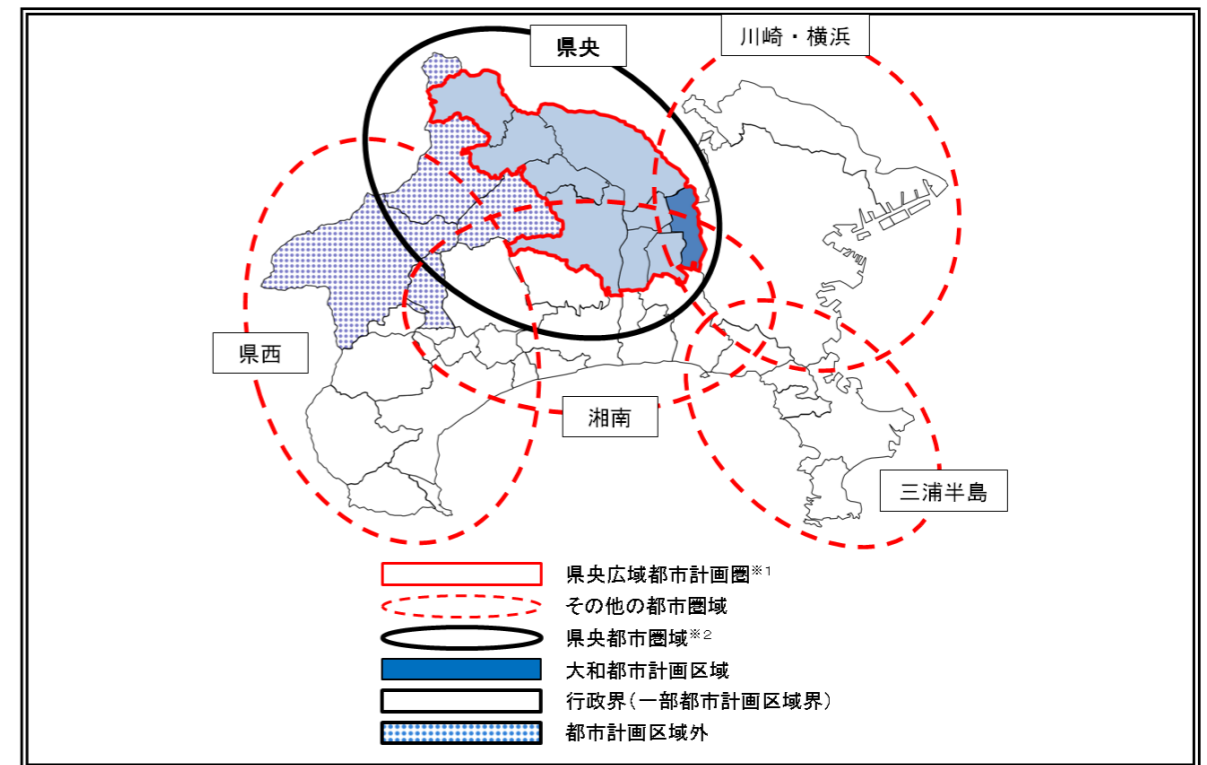 県央
川崎・横浜
県西
湘南
三浦半島
県央広域都市計画圏※1
その他の都市圏域
県央都市圏域※2
大和都市計画区域
行政界(一部都市計画区域界)
都市計画区域外